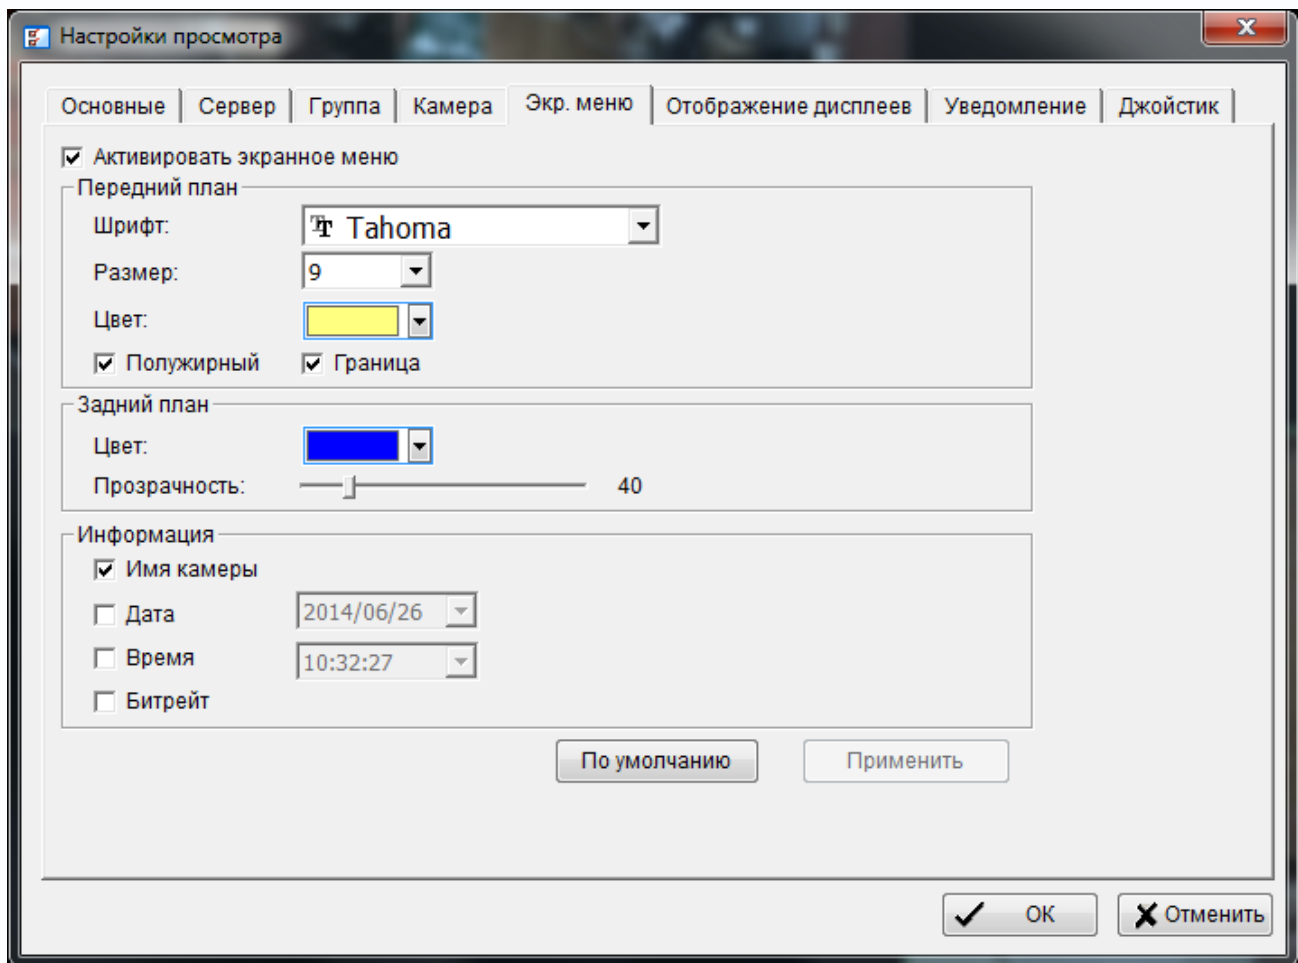 Настройки просмотра
Основные Сервер Группа Камера Экр. меню Отображение дисплеев Уведомление Джойстик
Активировать экранное меню
Передний план
Шрифт: Tahoma
Размер: 9
Цвет:
Полужирный Граница
Задний план
Цвет:
Прозрачность: 40
Информация
Имя камеры
Дата 2014/06/26
Время 10:32:27
Битрейт
По умолчанию Применить
ОК Отменить